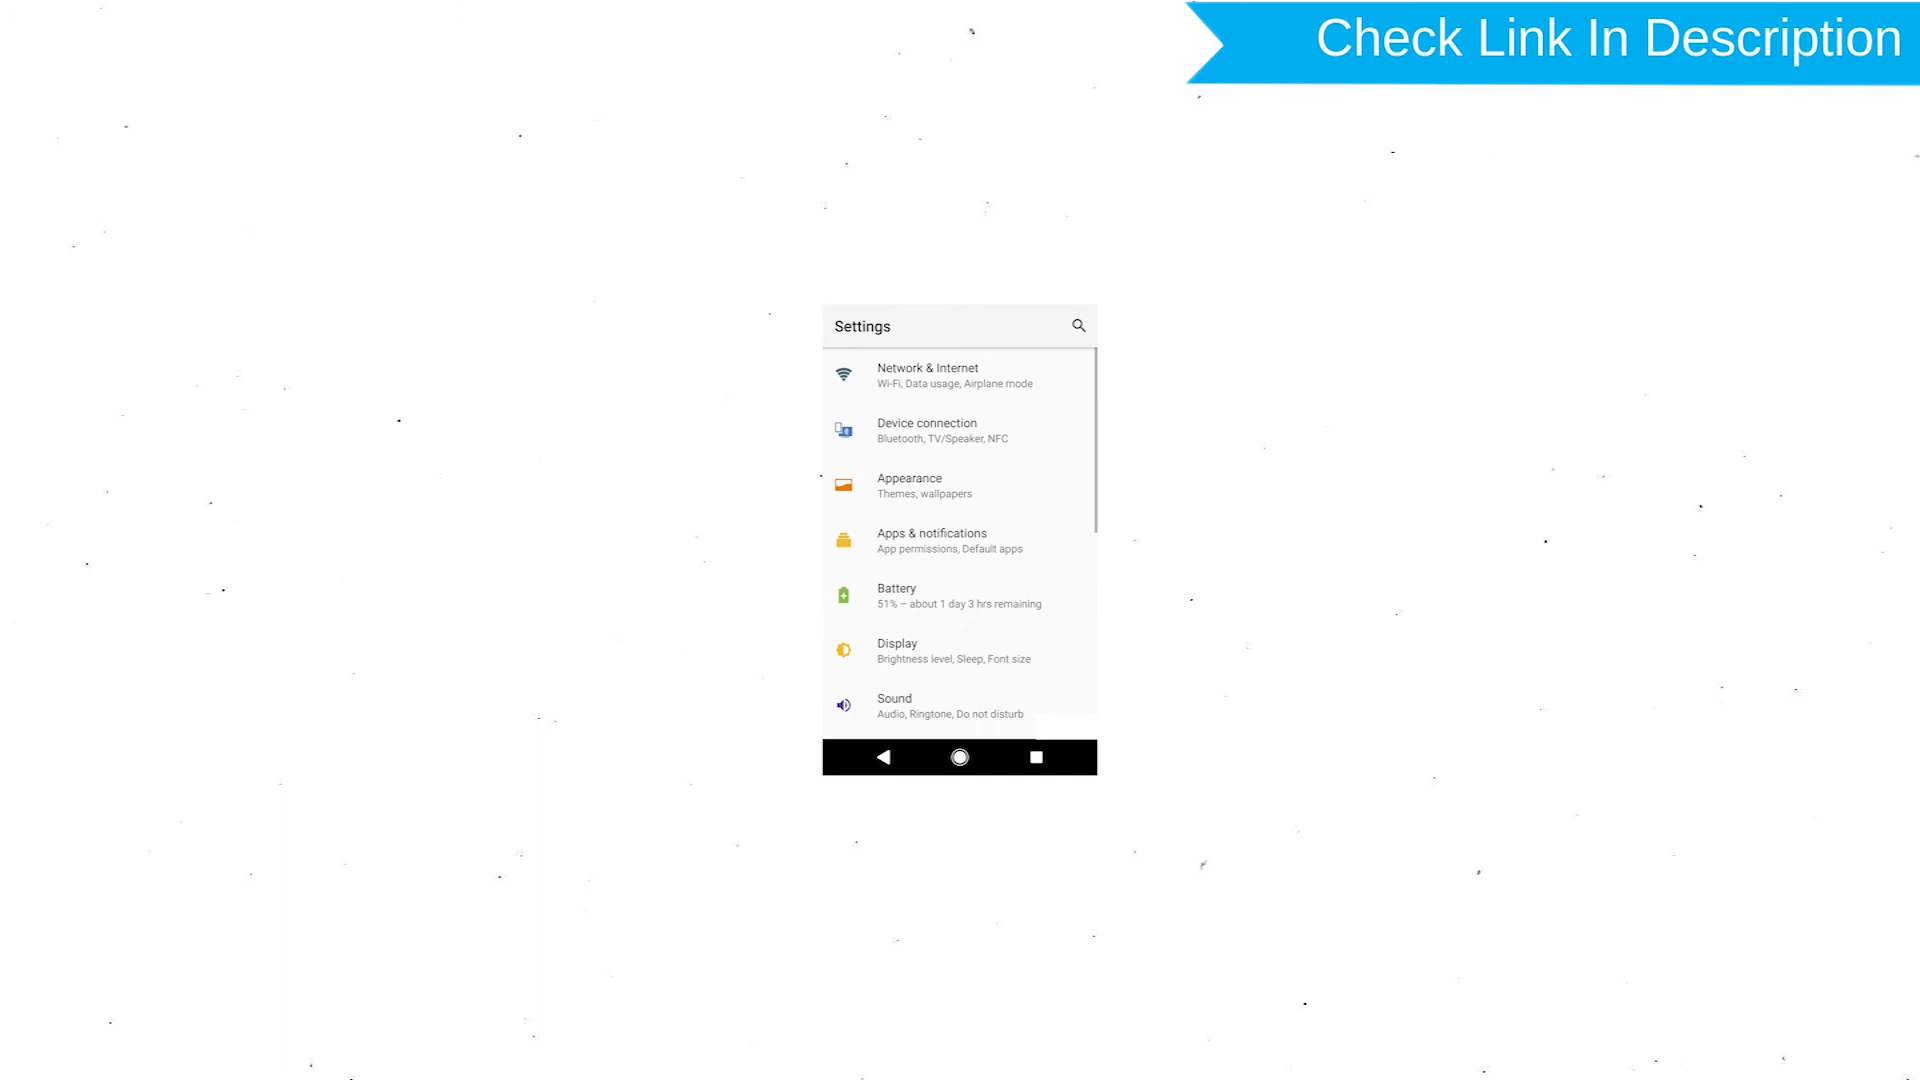 Check Link In Description
Settings
Network & Internet
Wi-Fi, Data usage, Airplane mode
Device connection
Bluetooth, TV/Speaker, NFC
Appearance
Themes, wallpapers
Apps & notifications
App permissions, Default apps
Battery
51% – about 1 day 3 hrs remaining
Display
Brightness level, Sleep, Font size
Sound
Audio, Ringtone, Do not disturb